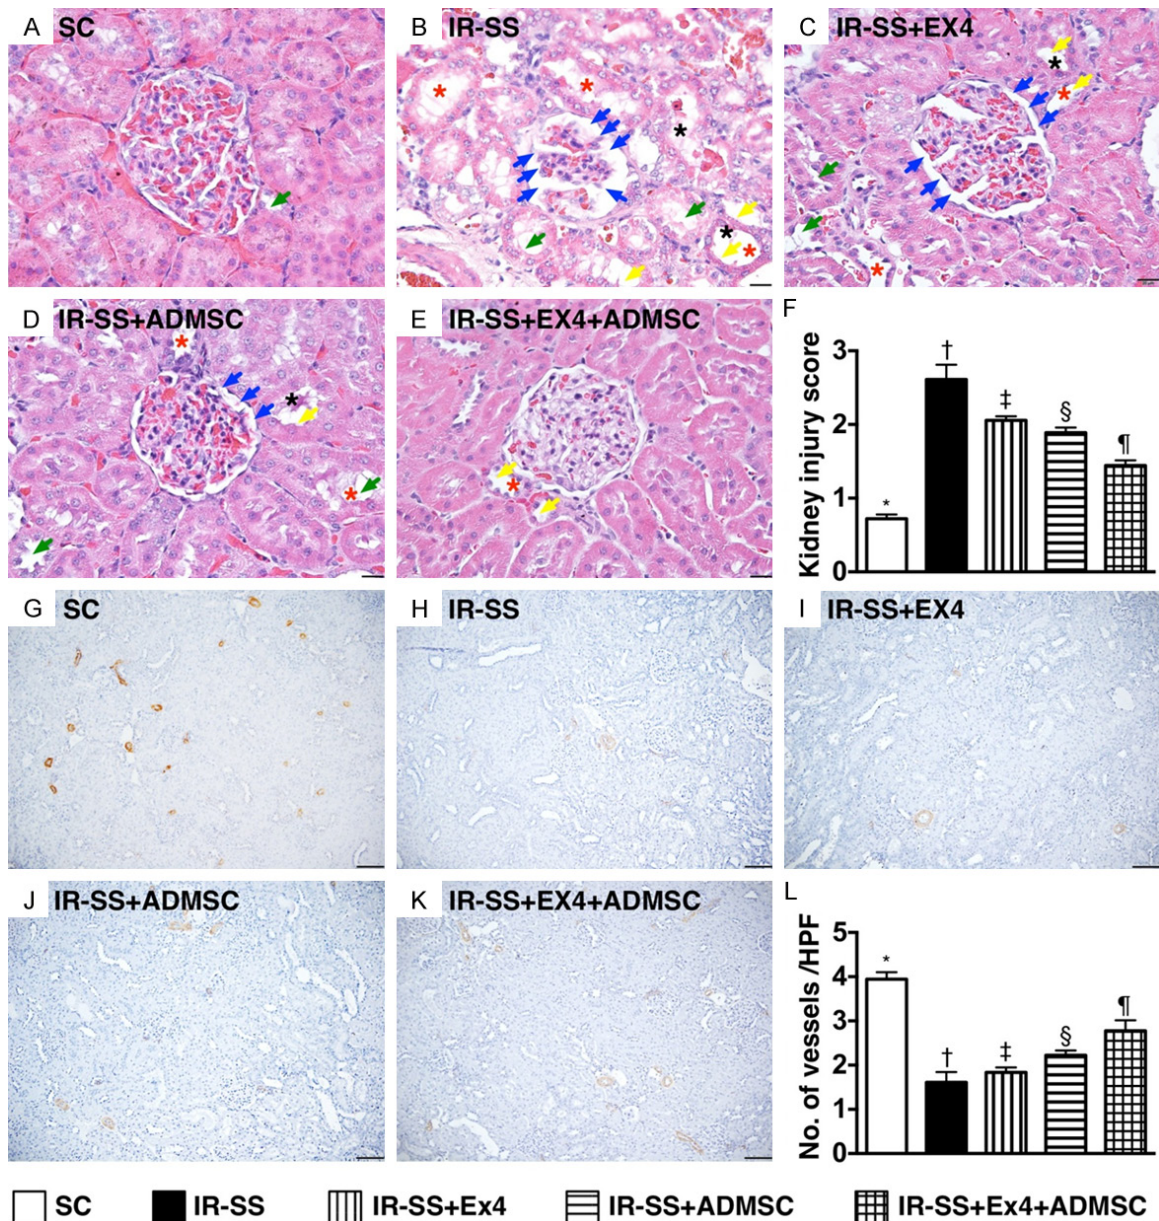 A SC
B IR-SS
C IR-SS+EX4
D IR-SS+ADMSC
E IR-SS+EX4+ADMSC
F
Kidney injury score
3
2
1
0
*
†
‡
§
¶
G SC
H IR-SS
I IR-SS+EX4
J IR-SS+ADMSC
K IR-SS+EX4+ADMSC
L
No. of vessels /HPF
5
4
3
2
1
0
*
†
‡
§
¶
SC IR-SS IR-SS+Ex4 IR-SS+ADMSC IR-SS+Ex4+ADMSC